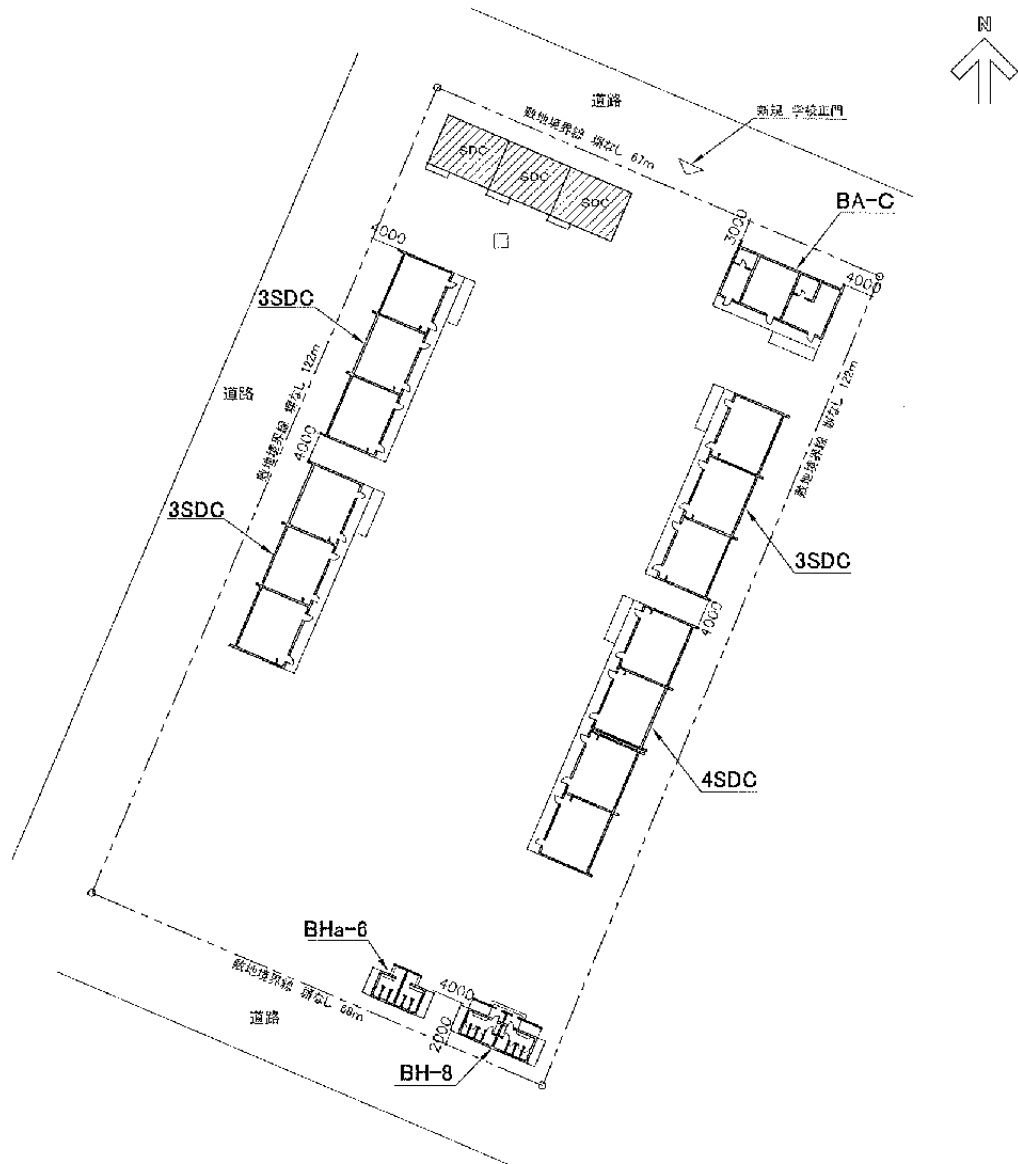 N
道路
新規 学校正門
敷地境界線 塀なし 67m
SDC
SDC
SDC
BA-C
3000
4000
4000
3SDC
敷地境界線 塀なし 122m
道路
敷地境界線 塀なし 122m
4000
3SDC
3SDC
4000
4SDC
BHa-6
敷地境界線 塀なし 68m
4000
道路
2000
BH-8